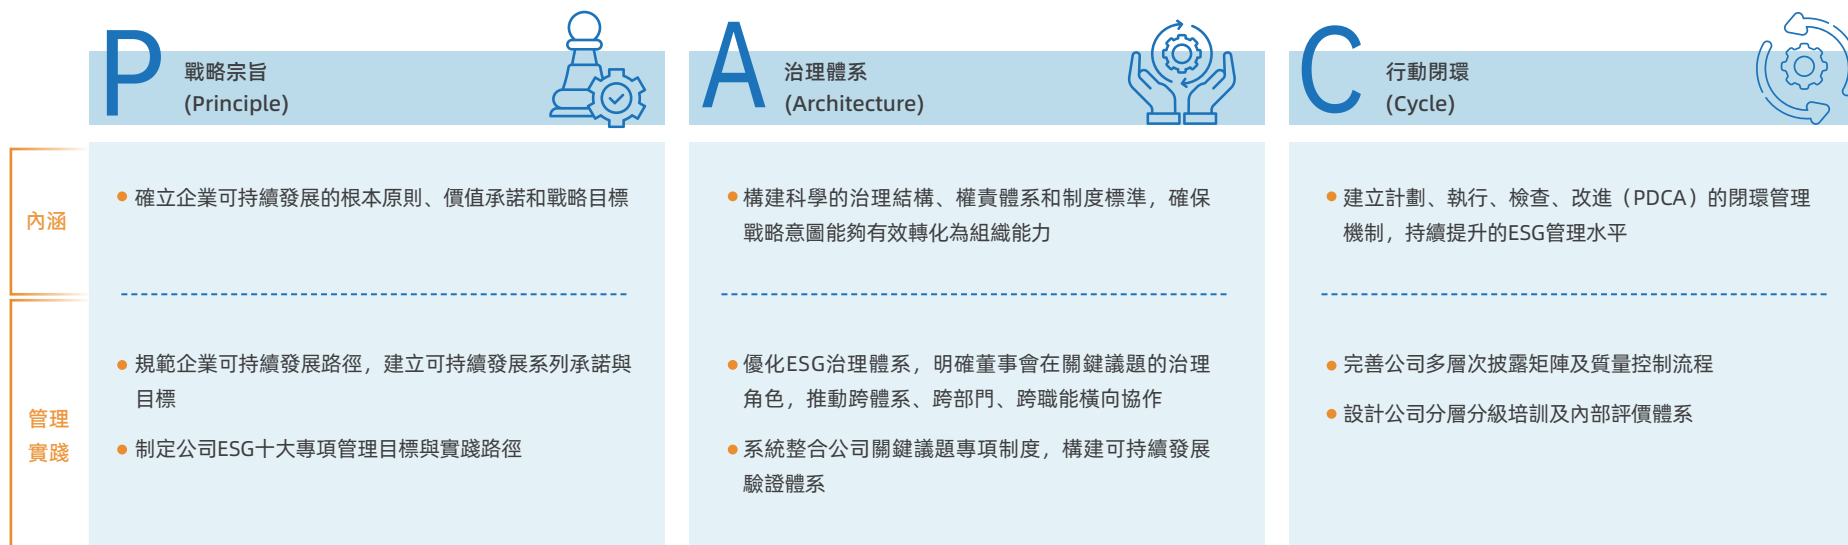 P
戰略宗旨
(Principle)
A
治理體系
(Architecture)
C
行動閉環
(Cycle)
內涵
確立企業可持續發展的根本原則、價值承諾和戰略目標
構建科學的治理結構、權責體系和制度標準，確保
戰略意圖能夠有效轉化為組織能力
建立計劃、執行、檢查、改進（PDCA）的閉環管理
機制，持續提升的ESG管理水平
管理
實踐
規範企業可持續發展路徑，建立可持續發展系列承諾與
目標
制定公司ESG十大專項管理目標與實踐路徑
優化ESG治理體系，明確董事會在關鍵議題的治理
角色，推動跨體系、跨部門、跨職能橫向協作
系統整合公司關鍵議題專項制度，構建可持續發展
驗證體系
完善公司多層次披露矩陣及質量控制流程
設計公司分層分級培訓及內部評價體系